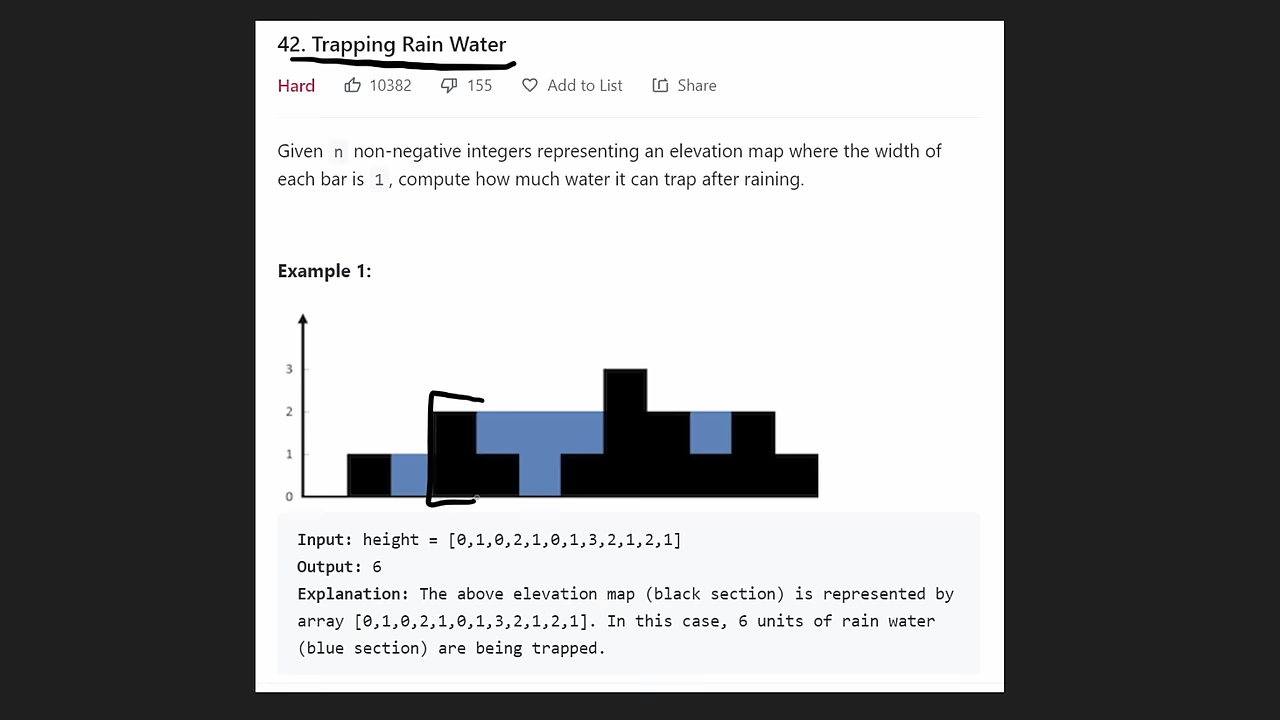 42. Trapping Rain Water
Hard 10382 155 Add to List Share
Given n non-negative integers representing an elevation map where the width of
each bar is 1, compute how much water it can trap after raining.
Example 1:
3
2
1
0
Input: height = [0,1,0,2,1,0,1,3,2,1,2,1]
Output: 6
Explanation: The above elevation map (black section) is represented by
array [0,1,0,2,1,0,1,3,2,1,2,1]. In this case, 6 units of rain water
(blue section) are being trapped.